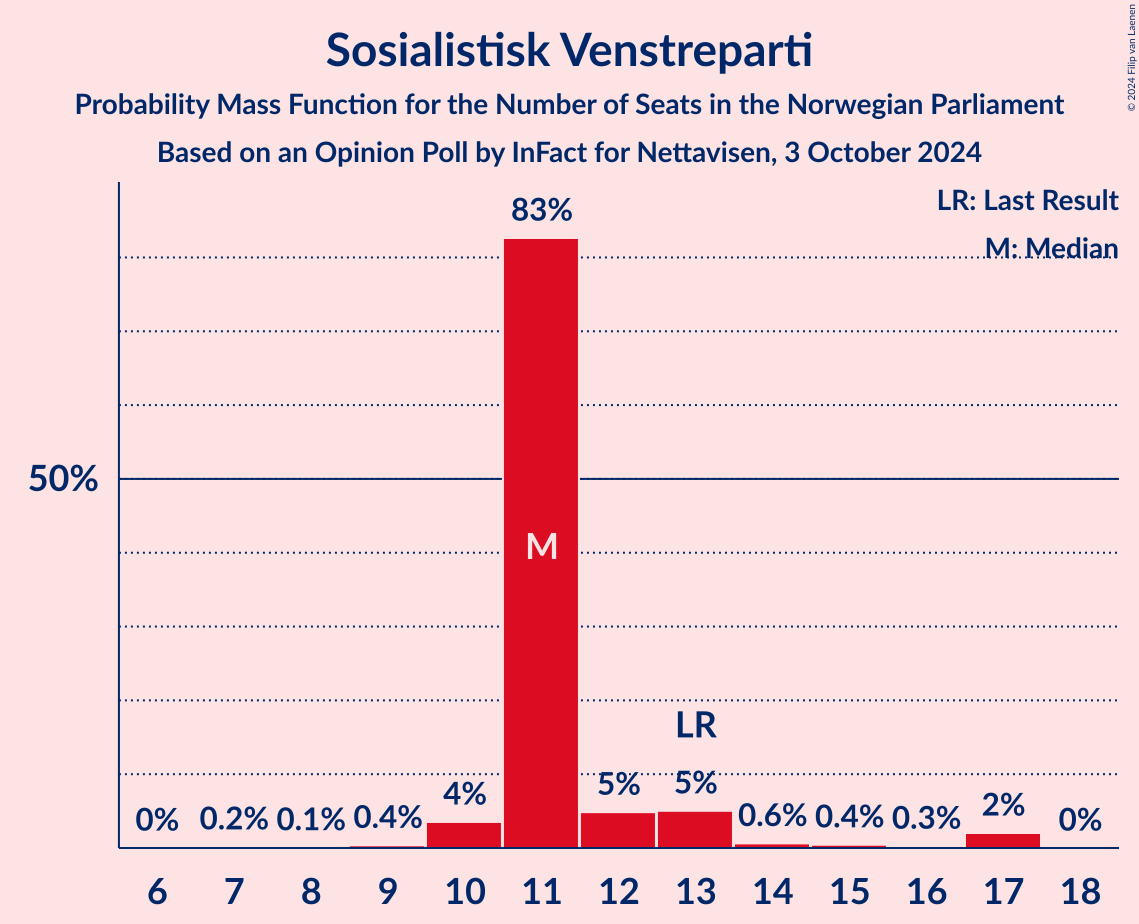 Sosialistisk Venstreparti
Probability Mass Function for the Number of Seats in the Norwegian Parliament
Based on an Opinion Poll by InFact for Nettavisen, 3 October 2024
© 2024 Filip van Laenen
LR: Last Result
M: Median
83%
50%
M
LR
0% 0.2% 0.1% 0.4% 4% 5% 5% 0.6% 0.4% 0.3% 2% 0%
6 7 8 9 10 11 12 13 14 15 16 17 18